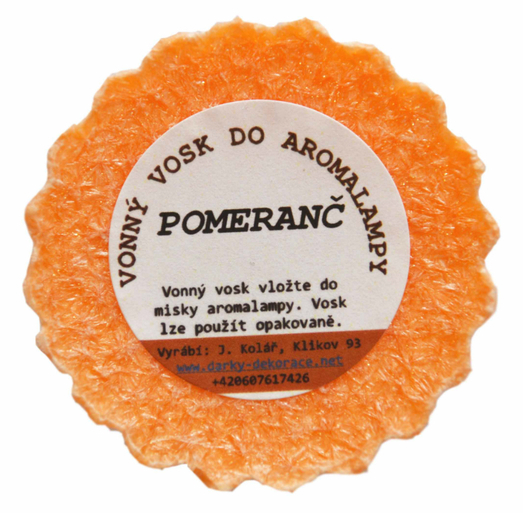 VONNÝ VOSK DO AROMALAMPY
POMERANČ
Vonný vosk vložte do
misky aromalampy. Vosk
lze použít opakovaně.
Vyrábí: J. Kolář, Klikov 93
www.darky-dekorace.net
+420607617426